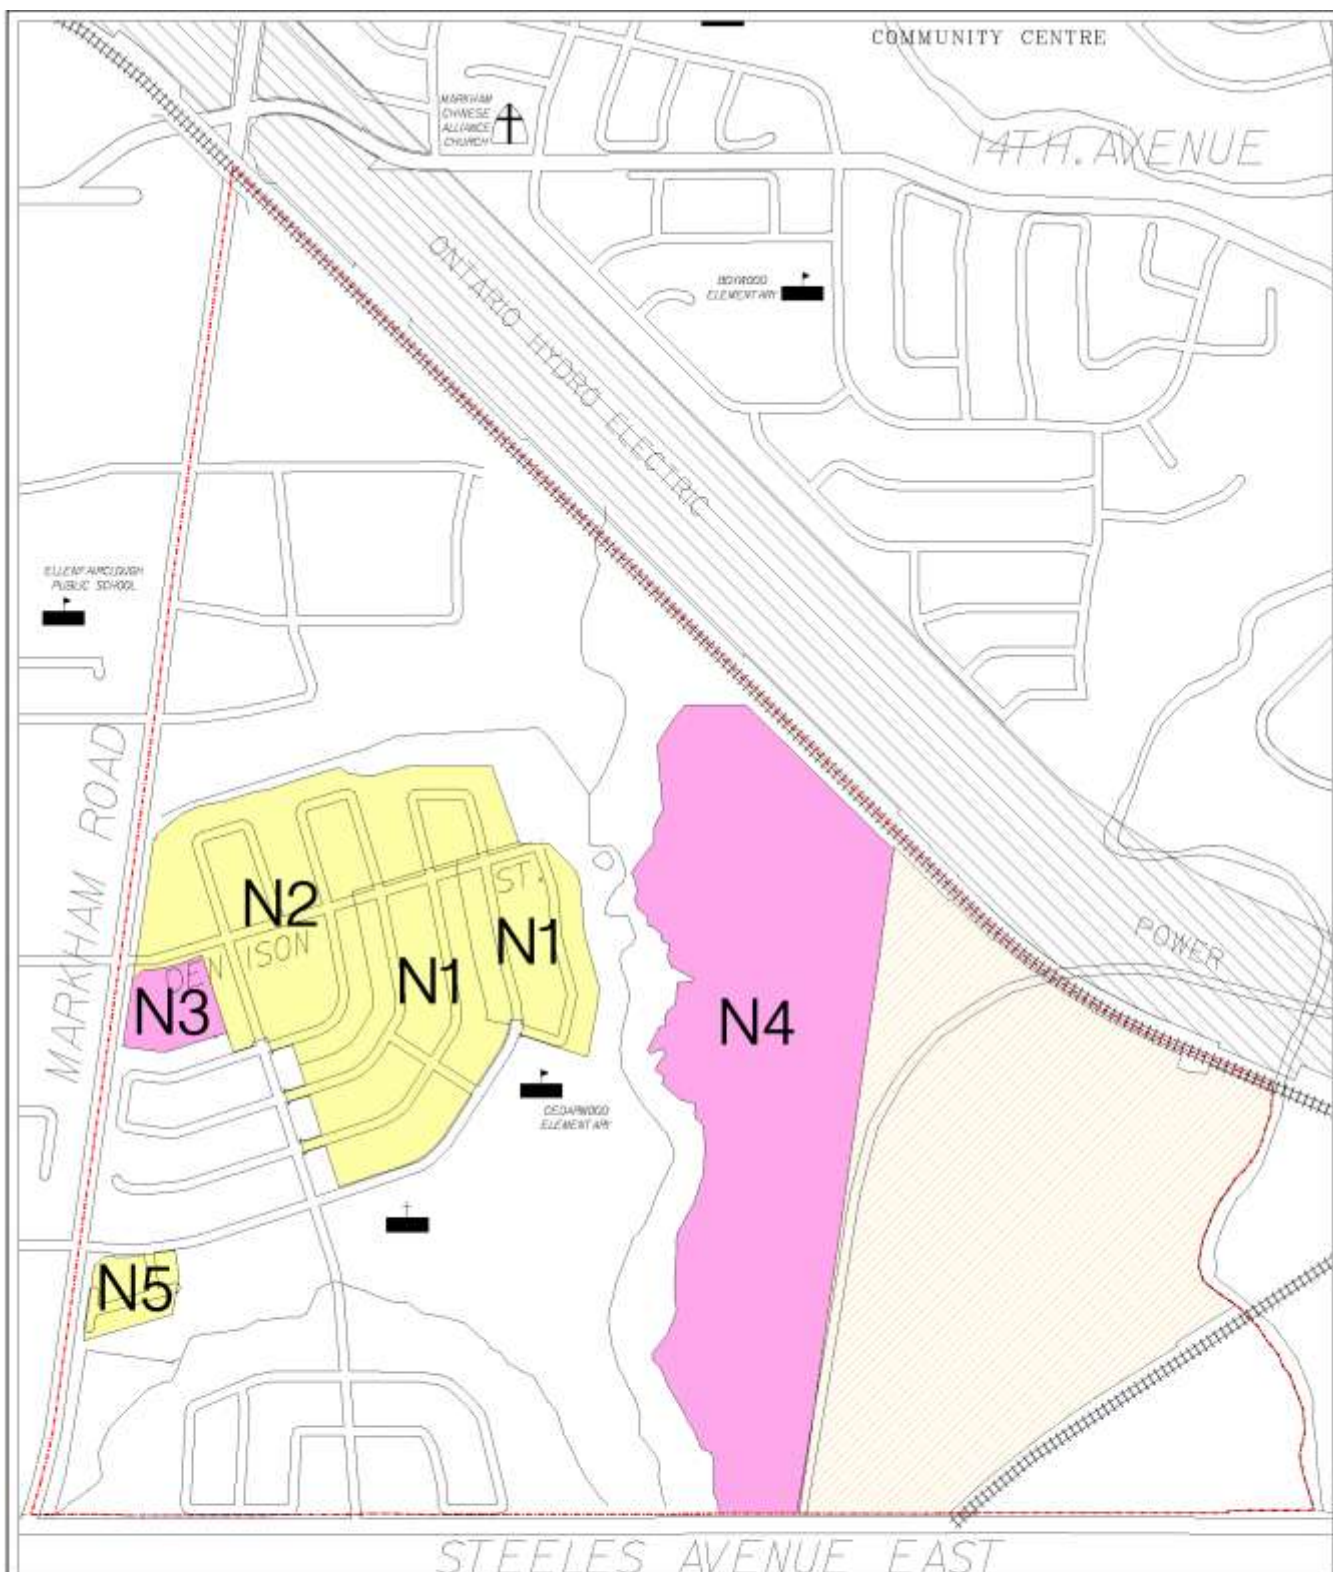 COMMUNITY CENTRE
MARKHAM
CHINESE
ALLIANCE
CHURCH
14TH. AVENUE
ONTARIO HYDRO ELECTRIC
BOXWOOD
ELEMENTARY
ELLEN FAIRCLOUGH
PUBLIC SCHOOL
MARKHAM ROAD
N2
ST.
N1
DENISON
N1
POWER
N3
N4
CEDARWOOD
ELEMENTARY
N5
STEELES AVENUE EAST